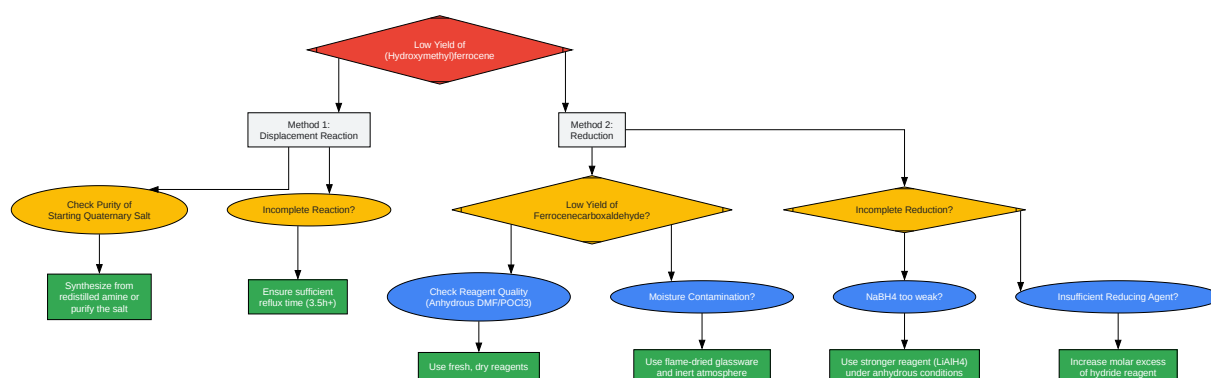 Low Yield of
(Hydroxymethyl)ferrocene
Method 1:
Displacement Reaction
Method 2:
Reduction
Check Purity of
Starting Quaternary Salt
Incomplete Reaction?
Low Yield of
Ferrocenecarboxaldehyde?
Incomplete Reduction?
Synthesize from
redistilled amine or
purify the salt
Ensure sufficient
reflux time (3.5h+)
Check Reagent Quality
(Anhydrous DMF/POCl3)
Moisture Contamination?
NaBH4 too weak?
Insufficient Reducing Agent?
Use fresh, dry reagents
Use flame-dried glassware
and inert atmosphere
Use stronger reagent (LiAlH4)
under anhydrous conditions
Increase molar excess
of hydride reagent